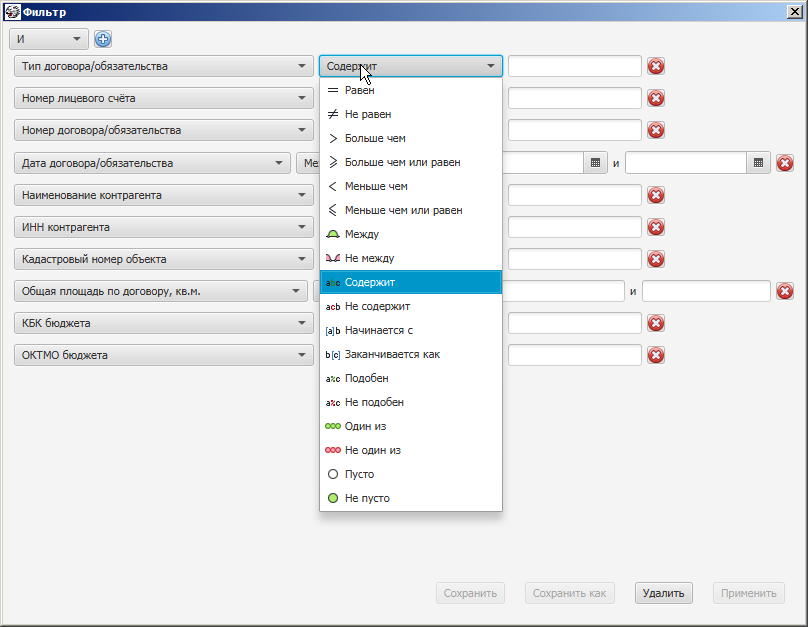 Фильтр
И
Тип договора/обязательства
Содержит
Номер лицевого счёта
Номер договора/обязательства
Дата договора/обязательства
и
Наименование контрагента
ИНН контрагента
Кадастровый номер объекта
Общая площадь по договору, кв.м.
и
КБК бюджета
ОКТМО бюджета
Равен
Не равен
Больше чем
Больше чем или равен
Меньше чем
Меньше чем или равен
Между
Не между
abc Содержит
acb Не содержит
[a]b Начинается с
b[c] Заканчивается как
a%c Подобен
a%c Не подобен
Один из
Не один из
Пусто
Не пусто
Сохранить
Сохранить как
Удалить
Применить